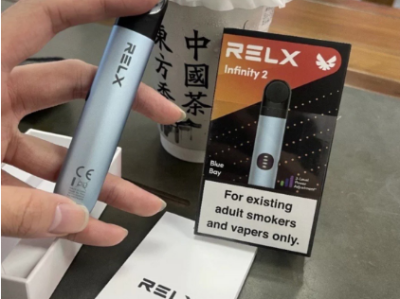 RELX
CE
中國茶
東方香
RELX
Infinity 2
Blue
Bay
For existing
adult smokers
and vapers only.
RELX